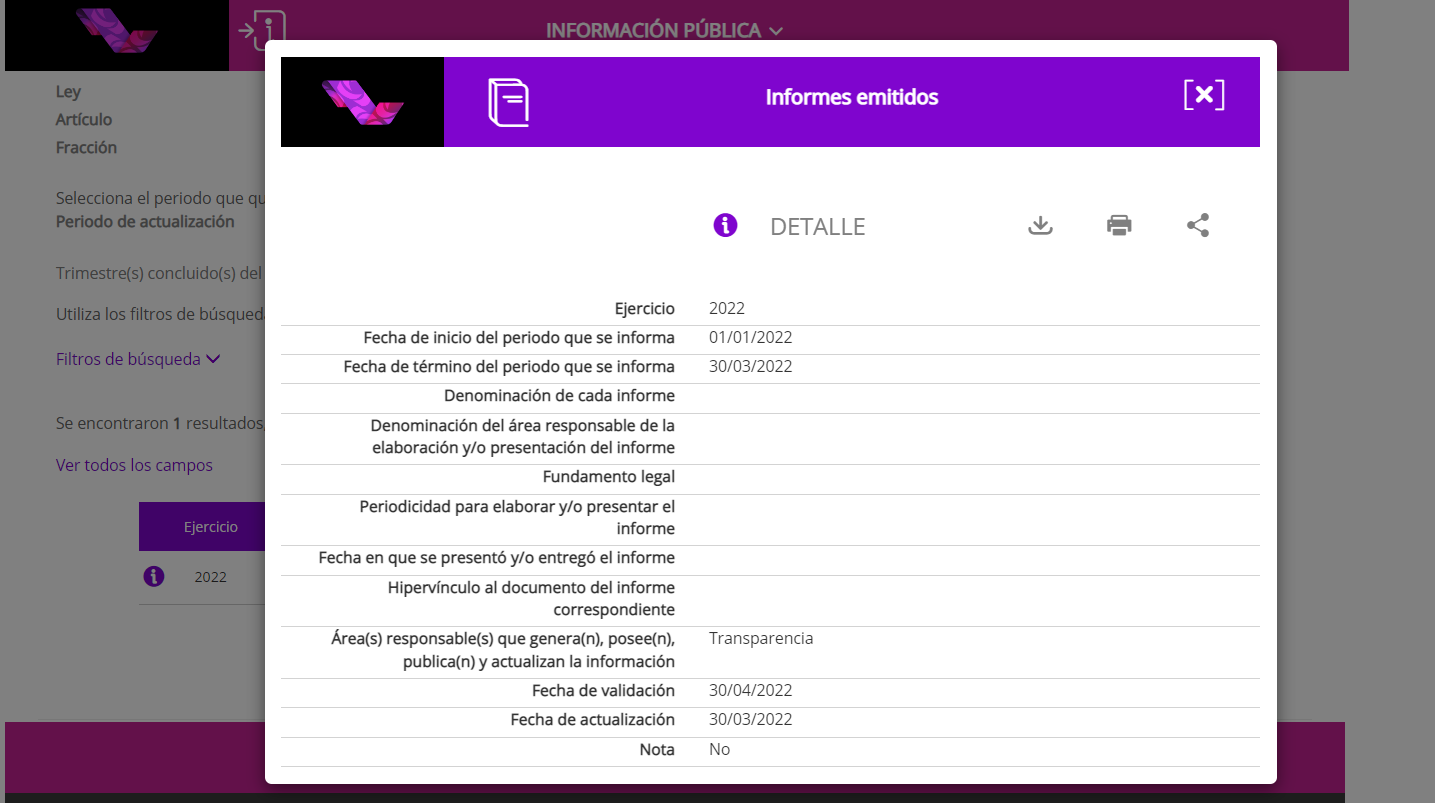 INFORMACIÓN PÚBLICA
Ley
Artículo
Fracción
Selecciona el periodo que qu
Periodo de actualización
Trimestre(s) concluido(s) del
Utiliza los filtros de búsqued
Filtros de búsqueda
Se encontraron 1 resultados,
Ver todos los campos
Ejercicio
2022
Informes emitidos
DETALLE
Ejercicio 2022
Fecha de inicio del periodo que se informa 01/01/2022
Fecha de término del periodo que se informa 30/03/2022
Denominación de cada informe
Denominación del área responsable de la
elaboración y/o presentación del informe
Fundamento legal
Periodicidad para elaborar y/o presentar el
informe
Fecha en que se presentó y/o entregó el informe
Hipervínculo al documento del informe
correspondiente
Área(s) responsable(s) que genera(n), posee(n), Transparencia
publica(n) y actualizan la información
Fecha de validación 30/04/2022
Fecha de actualización 30/03/2022
Nota No